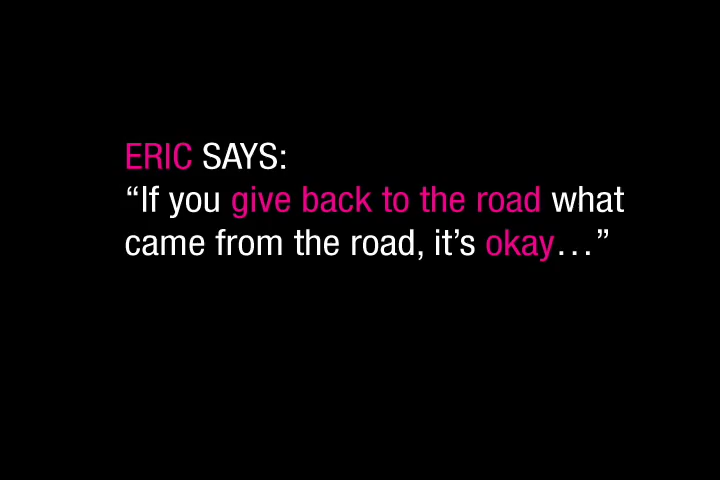 ERIC SAYS:
“If you give back to the road what
came from the road, it’s okay…”